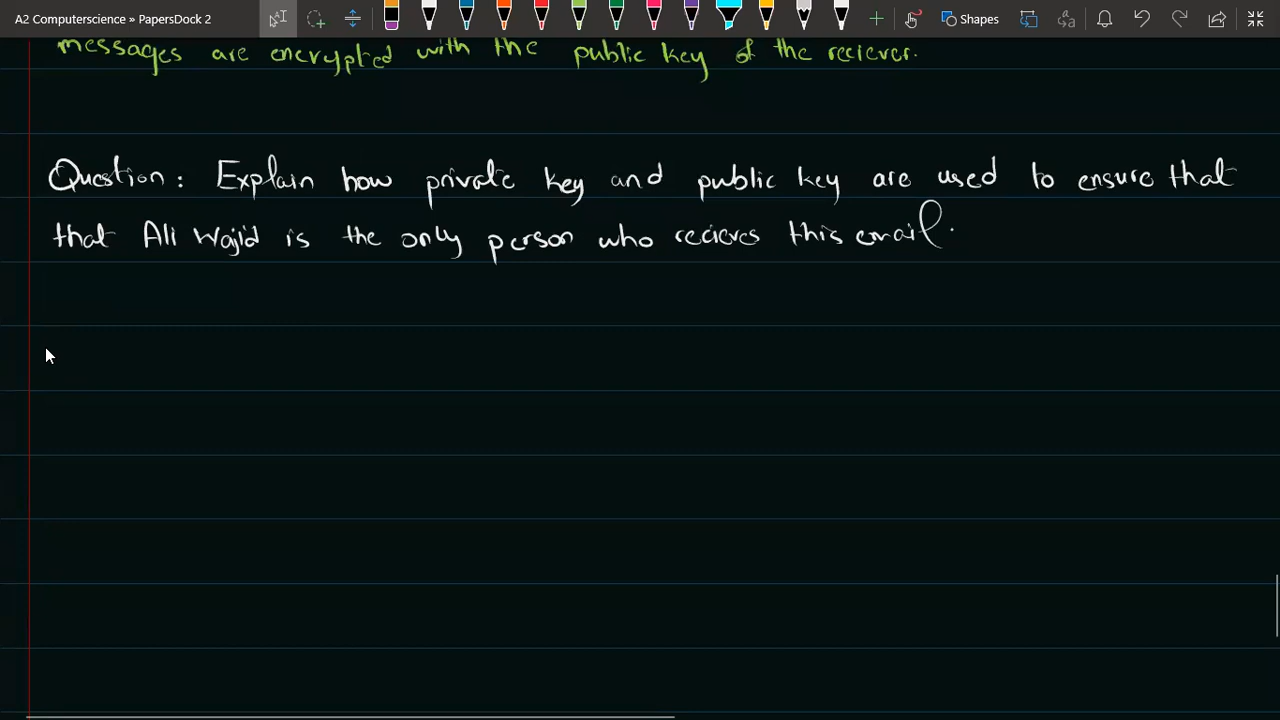 A2 Computerscience » PapersDock 2
Shapes
messages are encrypted with the public key of the reciever.
Question: Explain how private key and public key are used to ensure that
that Ali Wajid is the only person who recieves this email.